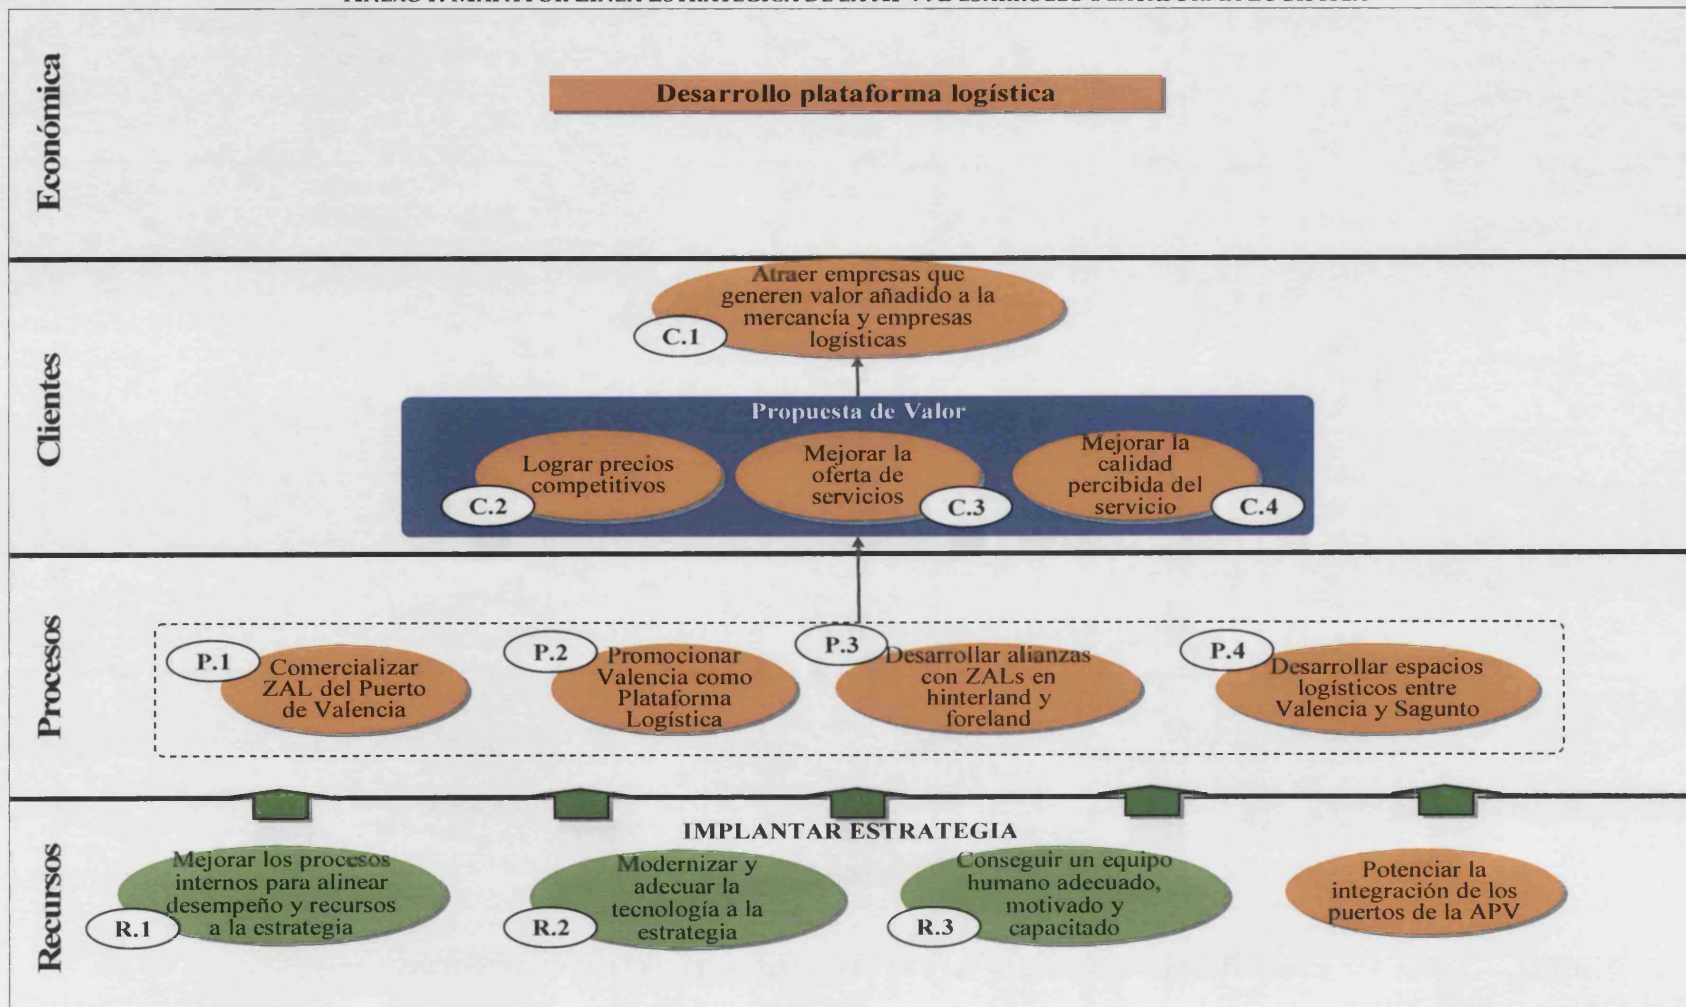 Económica
Desarrollo plataforma logística
Clientes
Atraer empresas que
generen valor añadido a la
mercancía y empresas
logísticas
C.1
Propuesta de Valor
Lograr precios
competitivos
C.2
Mejorar la
oferta de
servicios
C.3
Mejorar la
calidad
percibida del
servicio
C.4
Procesos
P.1
Comercializar
ZAL del Puerto
de Valencia
P.2
Promocionar
Valencia como
Plataforma
Logística
P.3
Desarrollar alianzas
con ZALs en
hinterland y
foreland
P.4
Desarrollar espacios
logísticos entre
Valencia y Sagunto
Recursos
IMPLANTAR ESTRATEGIA
Mejorar los procesos
internos para alinear
desempeño y recursos
a la estrategia
R.1
Modernizar y
adecuar la
tecnología a la
estrategia
R.2
Conseguir un equipo
humano adecuado,
motivado y
capacitado
R.3
Potenciar la
integración de los
puertos de la APV